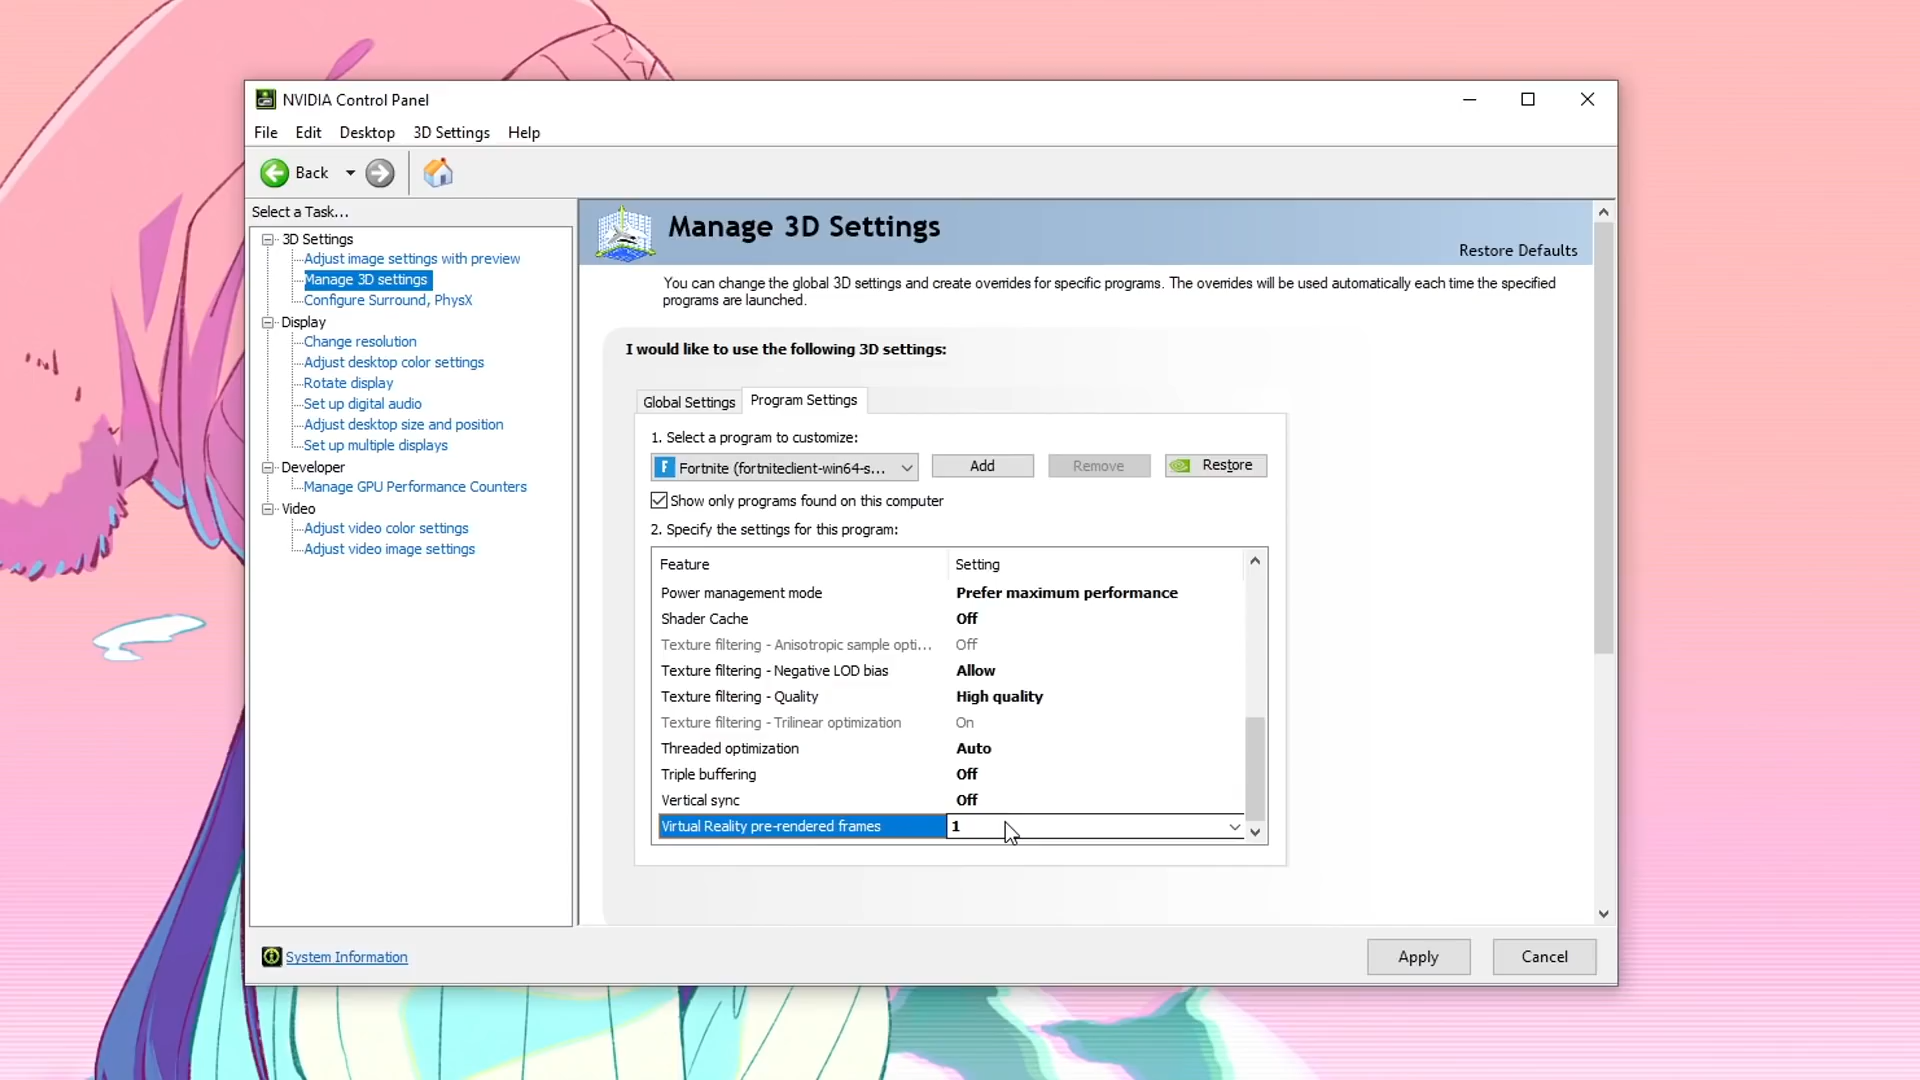 NVIDIA Control Panel
File Edit Desktop 3D Settings Help
Back
Select a Task...
3D Settings
Adjust image settings with preview
Manage 3D settings
Configure Surround, PhysX
Display
Change resolution
Adjust desktop color settings
Rotate display
Set up digital audio
Adjust desktop size and position
Set up multiple displays
Developer
Manage GPU Performance Counters
Video
Adjust video color settings
Adjust video image settings
System Information
Manage 3D Settings
Restore Defaults
You can change the global 3D settings and create overrides for specific programs. The overrides will be used automatically each time the specified
programs are launched.
I would like to use the following 3D settings:
Global Settings Program Settings
1. Select a program to customize:
F Fortnite (fortniteclient-win64-s... Add Remove Restore
Show only programs found on this computer
2. Specify the settings for this program:
Feature Setting
Power management mode Prefer maximum performance
Shader Cache Off
Texture filtering - Anisotropic sample opti... Off
Texture filtering - Negative LOD bias Allow
Texture filtering - Quality High quality
Texture filtering - Trilinear optimization On
Threaded optimization Auto
Triple buffering Off
Vertical sync Off
Virtual Reality pre-rendered frames 1
Apply Cancel